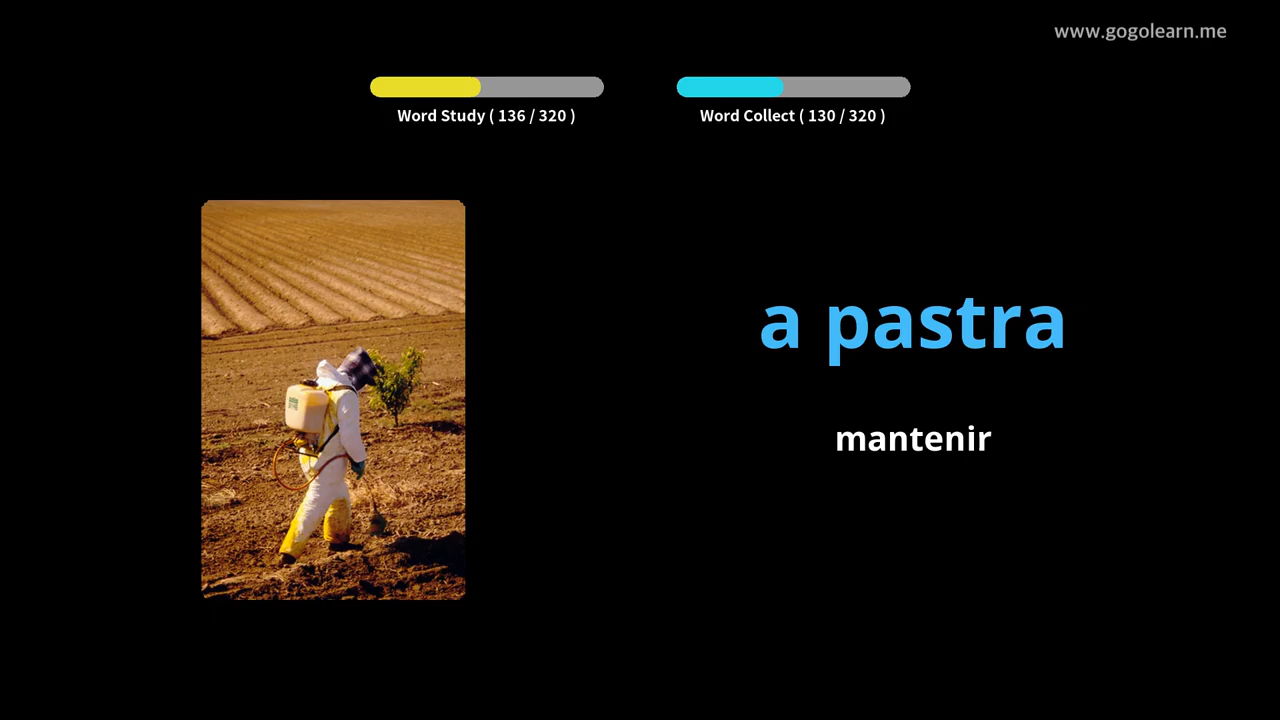 www.gogolearn.me
Word Study ( 136 / 320 )
Word Collect ( 130 / 320 )
a pastra
mantenir